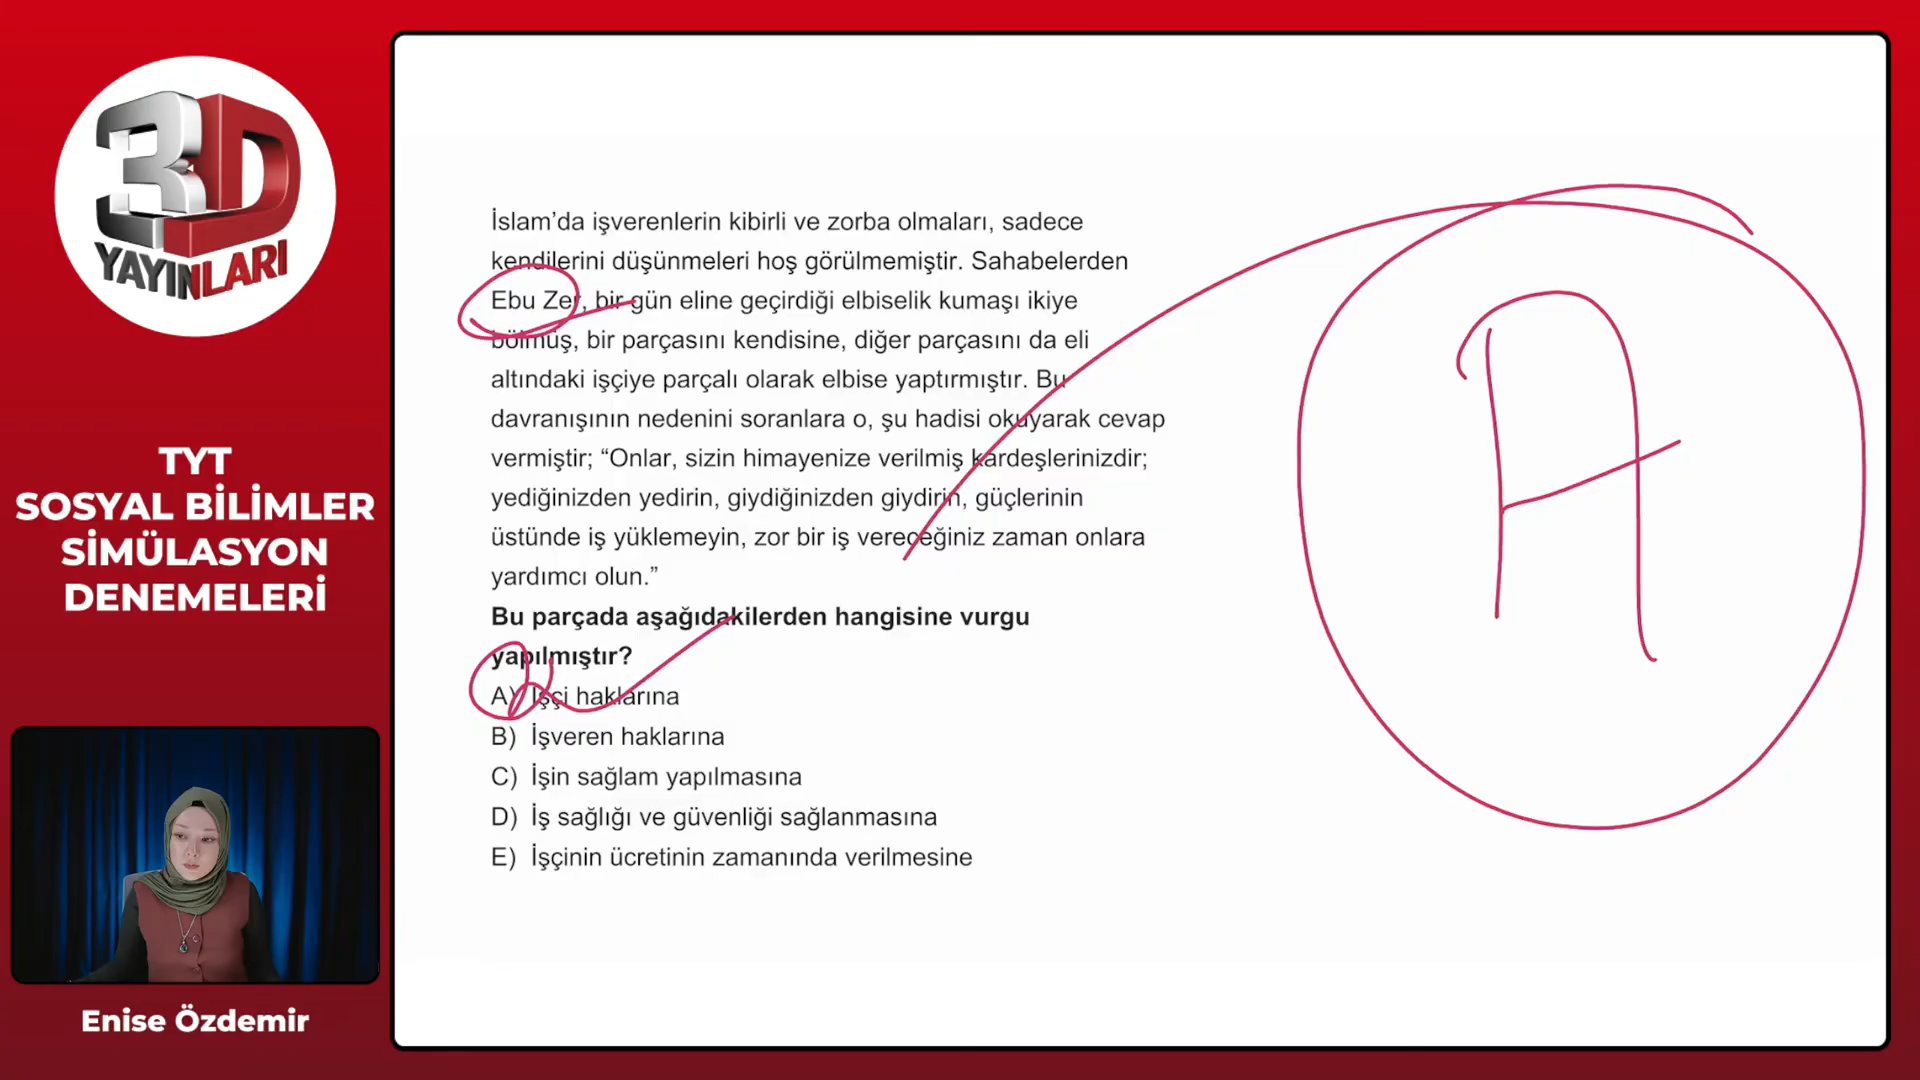 3D
YAYINLARI
TYT
SOSYAL BİLİMLER
SİMÜLASYON
DENEMELERİ
Enise Özdemir
İslam’da işverenlerin kibirli ve zorba olmaları, sadece
kendilerini düşünmeleri hoş görülmemiştir. Sahabelerden
Ebu Zer, bir gün eline geçirdiği elbiselik kumaşı ikiye
bölmüş, bir parçasını kendisine, diğer parçasını da eli
altındaki işçiye parçalı olarak elbise yaptırmıştır. Bu
davranışının nedenini soranlara o, şu hadisi okuyarak cevap
vermiştir; “Onlar, sizin himayenize verilmiş kardeşlerinizdir;
yediğinizden yedirin, giydiğinizden giydirin, güçlerinin
üstünde iş yüklemeyin, zor bir iş vereceğiniz zaman onlara
yardımcı olun.”
Bu parçada aşağıdakilerden hangisine vurgu
yapılmıştır?
A) İşçi haklarına
B) İşveren haklarına
C) İşin sağlam yapılmasına
D) İş sağlığı ve güvenliği sağlanmasına
E) İşçinin ücretinin zamanında verilmesine
A